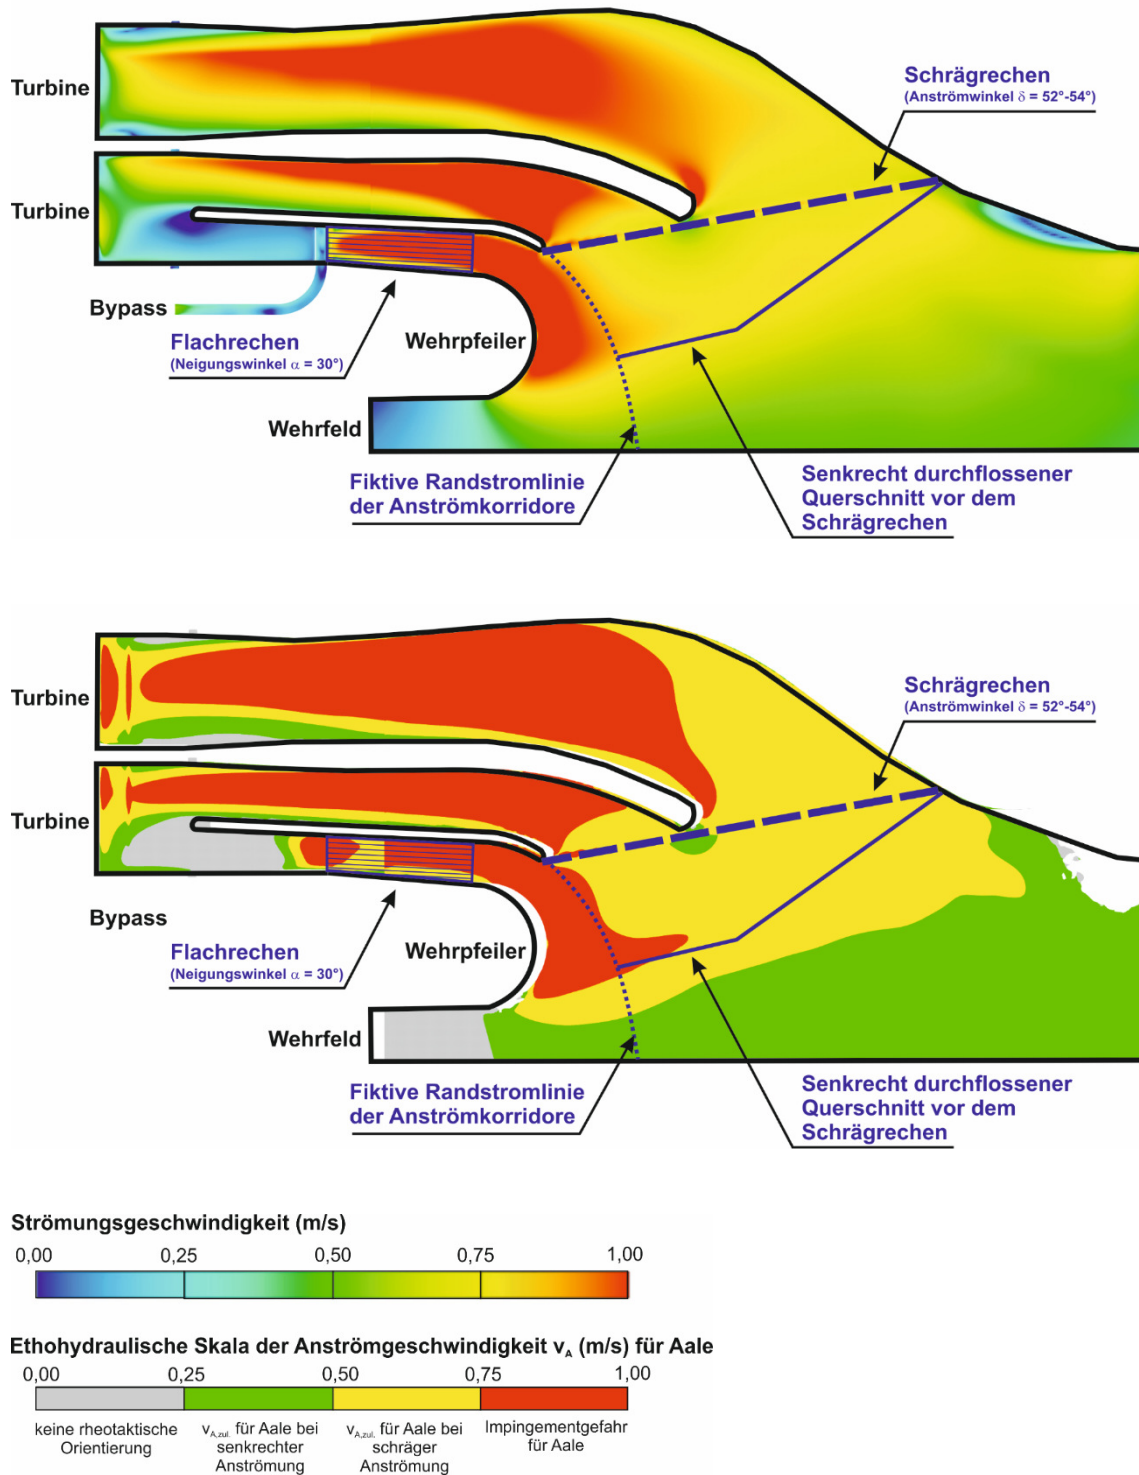 Turbine
Schrägrechen
(Anströmwinkel δ = 52°-54°)
Turbine
Bypass
Flachrechen
(Neigungswinkel α = 30°)
Wehrpfeiler
Wehrfeld
Fiktive Randstromlinie
der Anströmkorridore
Senkrecht durchflossener
Querschnitt vor dem
Schrägrechen
Turbine
Schrägrechen
(Anströmwinkel δ = 52°-54°)
Turbine
Bypass
Flachrechen
(Neigungswinkel α = 30°)
Wehrpfeiler
Wehrfeld
Fiktive Randstromlinie
der Anströmkorridore
Senkrecht durchflossener
Querschnitt vor dem
Schrägrechen
Strömungsgeschwindigkeit (m/s)
0,00 0,25 0,50 0,75 1,00
Ethohydraulische Skala der Anströmgeschwindigkeit vA (m/s) für Aale
0,00 0,25 0,50 0,75 1,00
keine rheotaktische
Orientierung
vA,zul. für Aale bei
senkrechter
Anströmung
vA,zul. für Aale bei
schräger
Anströmung
Impingementgefahr
für Aale